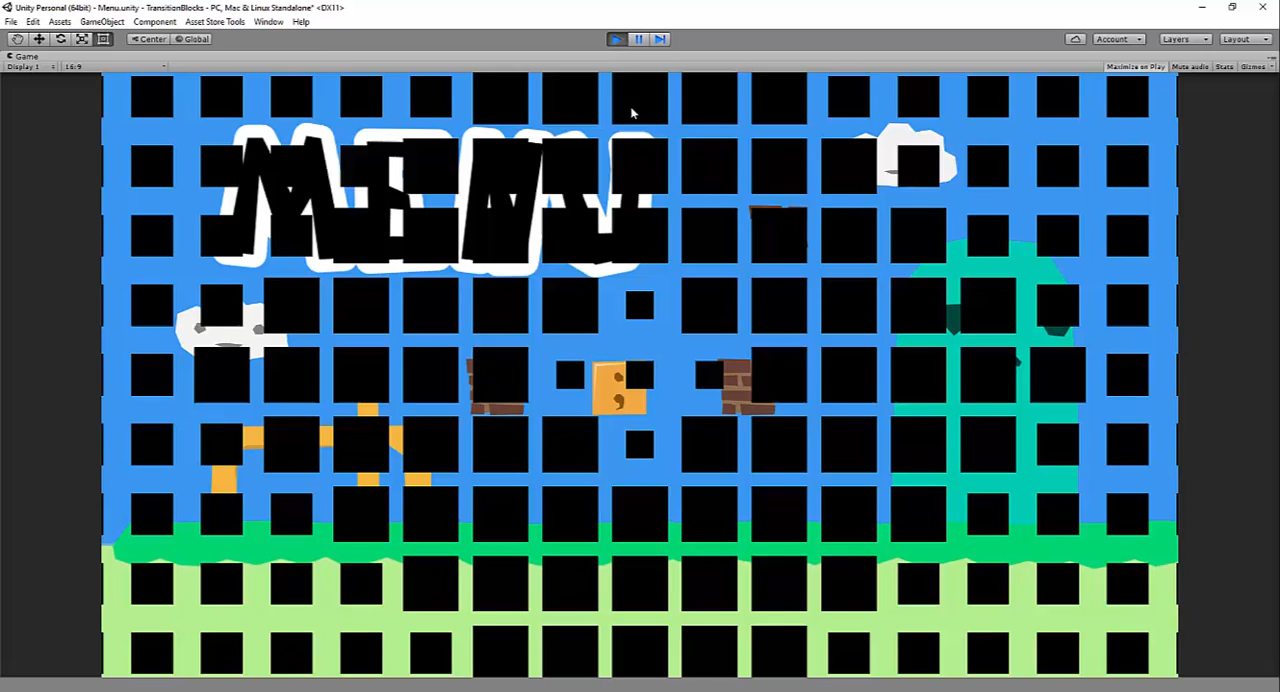 Unity Personal (64bit) - Menu.unity - TransitionBlocks - PC, Mac & Linux Standalone* <DX11>
File Edit Assets GameObject Component Asset Store Tools Window Help
Center Global Account Layers Layout
Game
Display 1 16:9 Maximize on Play Mute audio Stats Gizmos
MENU